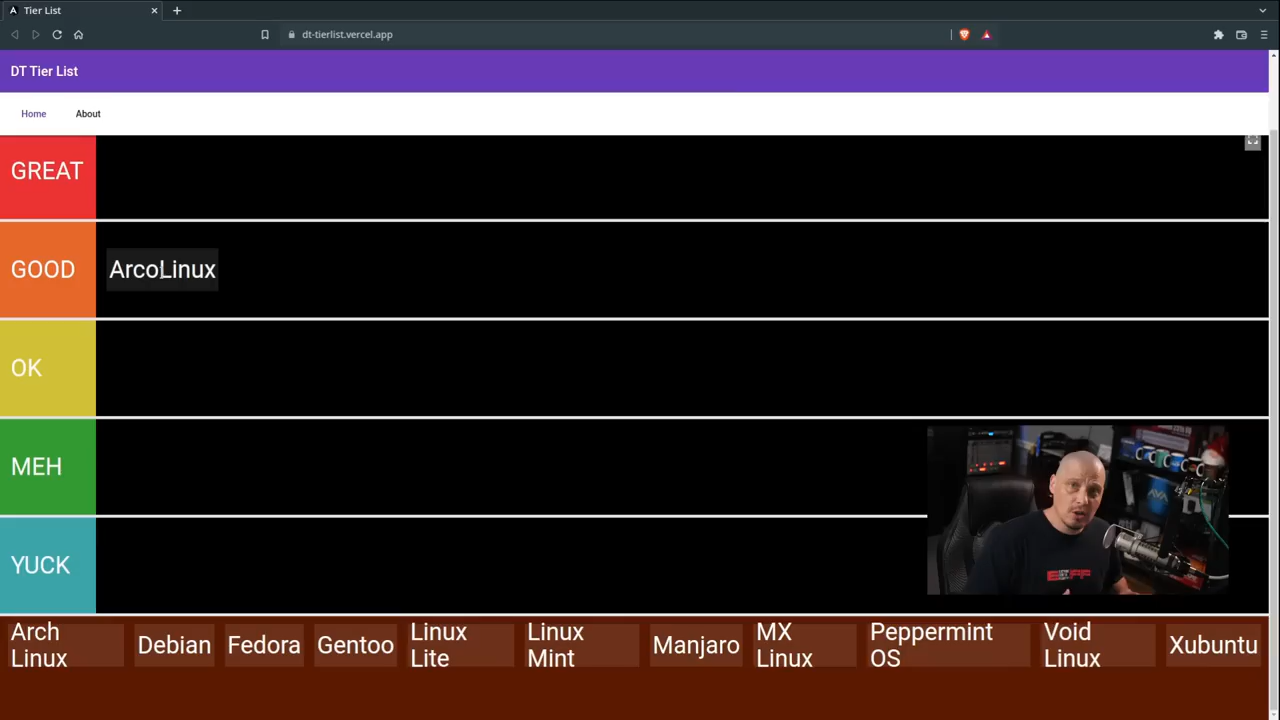 Tier List
dt-tierlist.vercel.app
DT Tier List
Home
About
GREAT
GOOD
ArcoLinux
OK
MEH
YUCK
Arch
Linux
Debian
Fedora
Gentoo
Linux
Lite
Linux
Mint
Manjaro
MX
Linux
Peppermint
OS
Void
Linux
Xubuntu